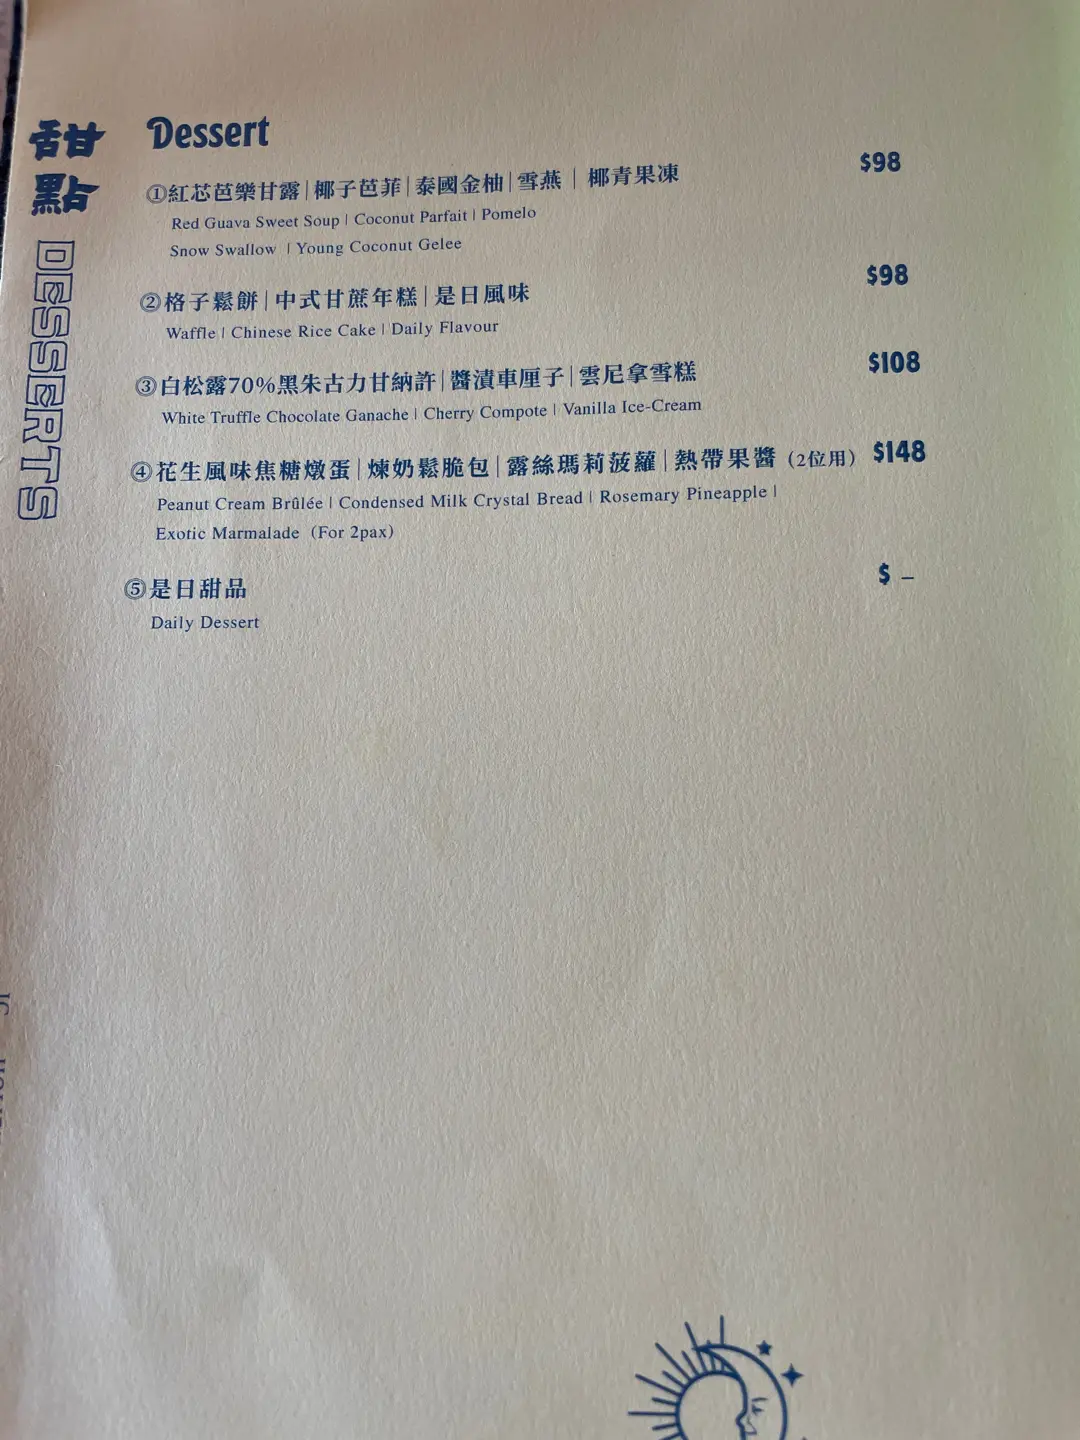 甜點
DESSERTS
Dessert
①紅芯芭樂甘露|椰子芭菲|泰國金柚|雪燕 | 椰青果凍 $98
Red Guava Sweet Soup | Coconut Parfait | Pomelo
Snow Swallow | Young Coconut Gelee
②格子鬆餅|中式甘蔗年糕|是日風味 $98
Waffle | Chinese Rice Cake | Daily Flavour
③白松露70%黑朱古力甘納許|醬漬車厘子|雲尼拿雪糕 $108
White Truffle Chocolate Ganache | Cherry Compote | Vanilla Ice-Cream
④花生風味焦糖燉蛋|煉奶鬆脆包|露絲瑪莉菠蘿|熱帶果醬 (2位用) $148
Peanut Cream Brûlée | Condensed Milk Crystal Bread | Rosemary Pineapple |
Exotic Marmalade (For 2pax)
⑤是日甜品 $ –
Daily Dessert